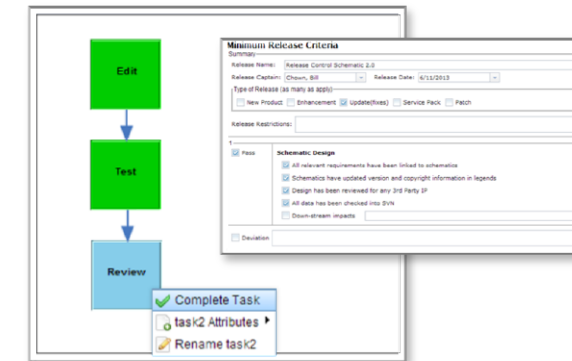 Edit
Test
Review
Complete Task
task2 Attributes
Rename task2
Minimum Release Criteria
Summary
Release Name: Release Control Schematic 2.0
Release Captain: Chown, Bill Release Date: 6/11/2013
Type of Release (as many as apply)
New Product Enhancement Update(fixes) Service Pack Patch
Release Restrictions:
1
Pass Schematic Design
All relevant requirements have been linked to schematics
Schematics have updated version and copyright information in legends
Design has been reviewed for any 3rd Party IP
All data has been checked into SVN
Down-stream impacts
Deviation